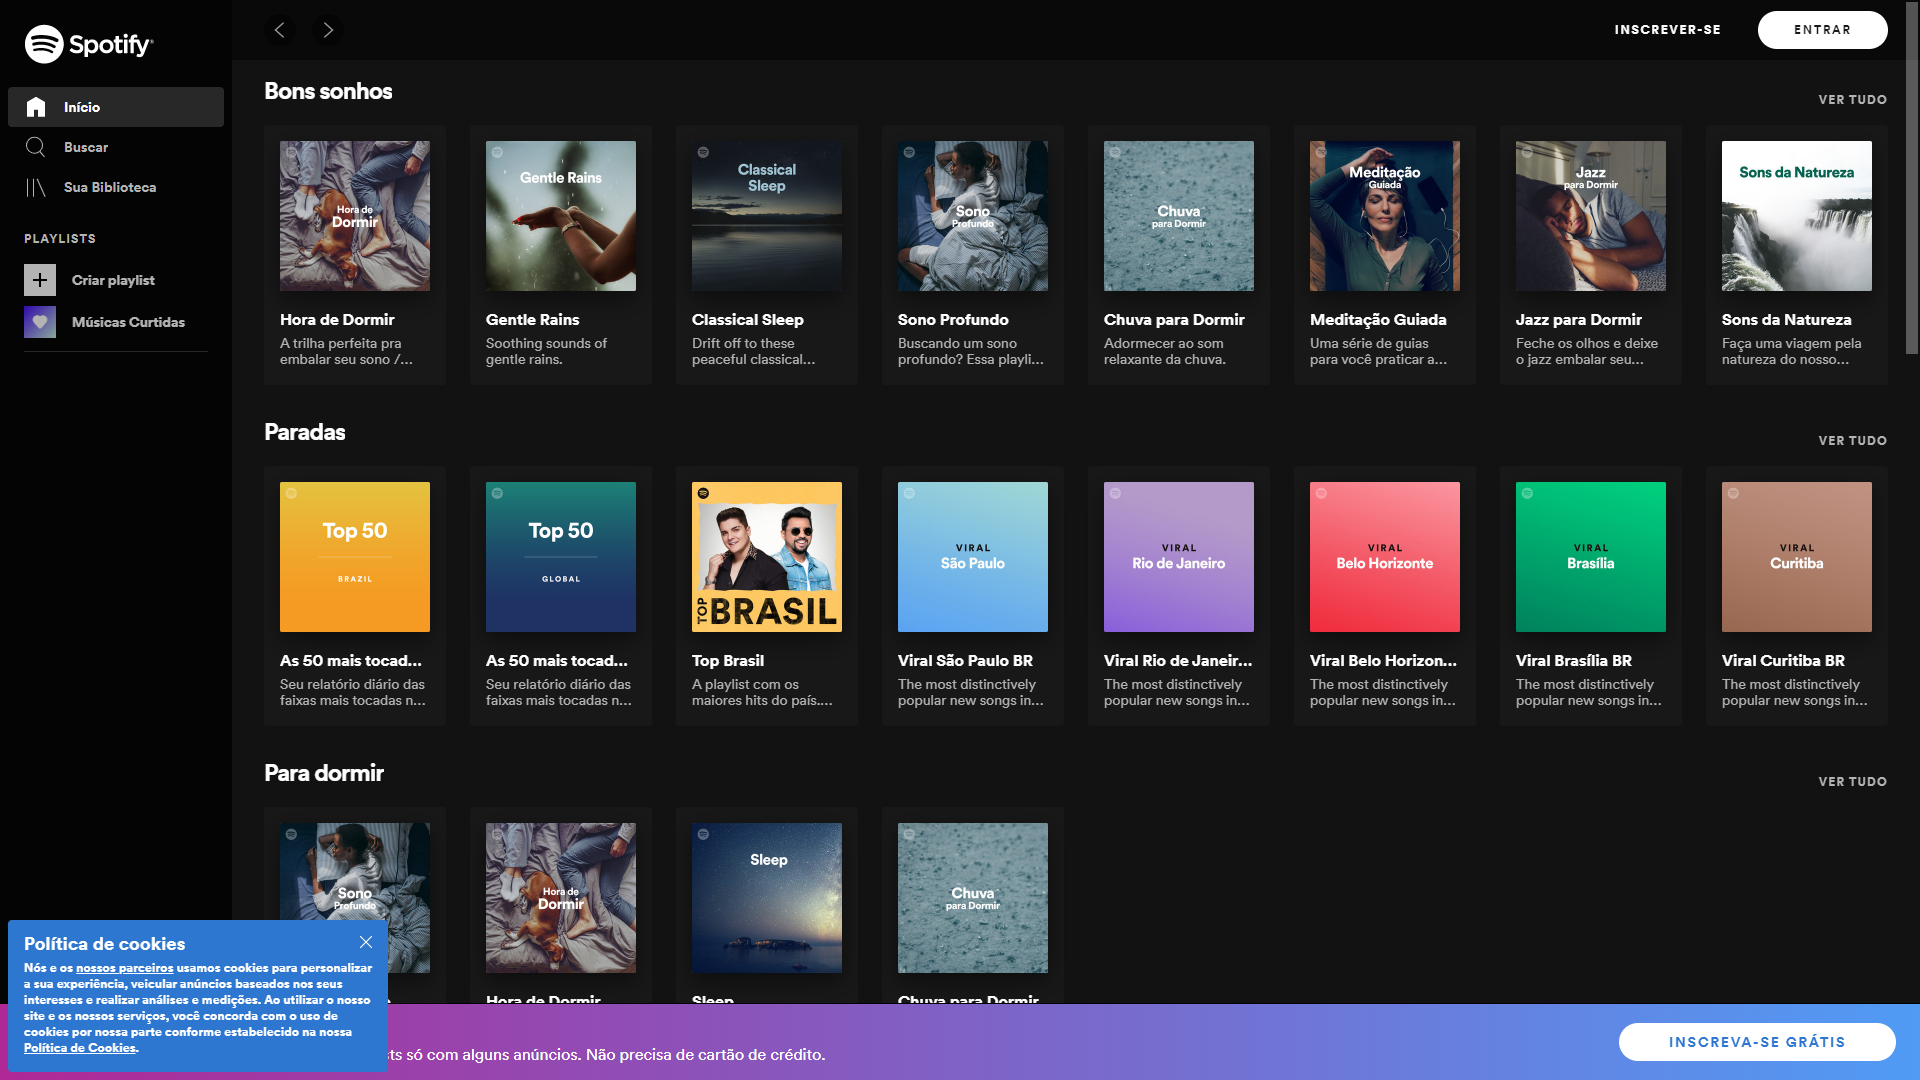 Spotify
Início
Buscar
Sua Biblioteca
PLAYLISTS
Criar playlist
Músicas Curtidas
INSCREVER-SE
ENTRAR
Bons sonhos
VER TUDO
Hora de
Dormir
Gentle Rains
Classical
Sleep
Sono
Profundo
Chuva
para Dormir
Meditação
Guiada
Jazz
para Dormir
Sons da Natureza
Hora de Dormir
A trilha perfeita pra
embalar seu sono /...
Gentle Rains
Soothing sounds of
gentle rains.
Classical Sleep
Drift off to these
peaceful classical...
Sono Profundo
Buscando um sono
profundo? Essa playli...
Chuva para Dormir
Adormecer ao som
relaxante da chuva.
Meditação Guiada
Uma série de guias
para você praticar a...
Jazz para Dormir
Feche os olhos e deixe
o jazz embalar seu...
Sons da Natureza
Faça uma viagem pela
natureza do nosso...
Paradas
VER TUDO
Top 50
BRAZIL
Top 50
GLOBAL
TOP BRASIL
VIRAL
São Paulo
VIRAL
Rio de Janeiro
VIRAL
Belo Horizonte
VIRAL
Brasília
VIRAL
Curitiba
As 50 mais tocad...
Seu relatório diário das
faixas mais tocadas n...
As 50 mais tocad...
Seu relatório diário das
faixas mais tocadas n...
Top Brasil
A playlist com os
maiores hits do país....
Viral São Paulo BR
The most distinctively
popular new songs in...
Viral Rio de Janeir...
The most distinctively
popular new songs in...
Viral Belo Horizon...
The most distinctively
popular new songs in...
Viral Brasília BR
The most distinctively
popular new songs in...
Viral Curitiba BR
The most distinctively
popular new songs in...
Para dormir
VER TUDO
Sono
Profundo
Hora de
Dormir
Sleep
Chuva
para Dormir
Hora de Dormir
Sleep
Chuva para Dormir
Política de cookies
Nós e os nossos parceiros usamos cookies para personalizar
a sua experiência, veicular anúncios baseados nos seus
interesses e realizar análises e medições. Ao utilizar o nosso
site e os nossos serviços, você concorda com o uso de
cookies por nossa parte conforme estabelecido na nossa
Política de Cookies.
só com alguns anúncios. Não precisa de cartão de crédito.
INSCREVA-SE GRÁTIS